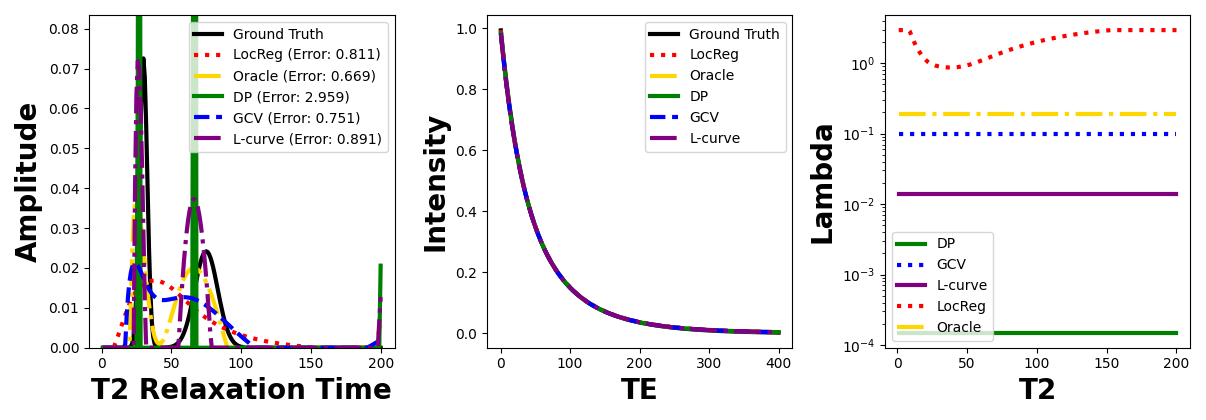 Amplitude
0.08
0.07
0.06
0.05
0.04
0.03
0.02
0.01
0.00
0 50 100 150 200
T2 Relaxation Time
Ground Truth
LocReg (Error: 0.811)
Oracle (Error: 0.669)
DP (Error: 2.959)
GCV (Error: 0.751)
L-curve (Error: 0.891)
Intensity
1.0
0.8
0.6
0.4
0.2
0.0
0 100 200 300 400
TE
Ground Truth
LocReg
Oracle
DP
GCV
L-curve
Lambda
10⁰
10⁻¹
10⁻²
10⁻³
10⁻⁴
0 50 100 150 200
T2
DP
GCV
L-curve
LocReg
Oracle